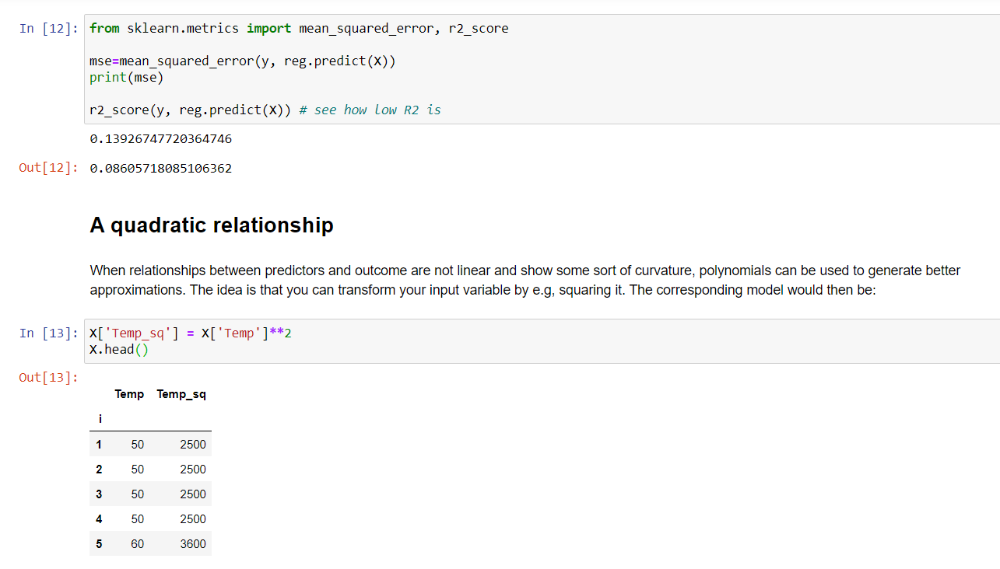 In [12]: from sklearn.metrics import mean_squared_error, r2_score
mse=mean_squared_error(y, reg.predict(X))
print(mse)
r2_score(y, reg.predict(X)) # see how low R2 is
0.13926747720364746
Out[12]: 0.08605718085106362
A quadratic relationship
When relationships between predictors and outcome are not linear and show some sort of curvature, polynomials can be used to generate better
approximations. The idea is that you can transform your input variable by e.g, squaring it. The corresponding model would then be:
In [13]: X['Temp_sq'] = X['Temp']**2
X.head()
Out[13]:
Temp Temp_sq
i
1 50 2500
2 50 2500
3 50 2500
4 50 2500
5 60 3600